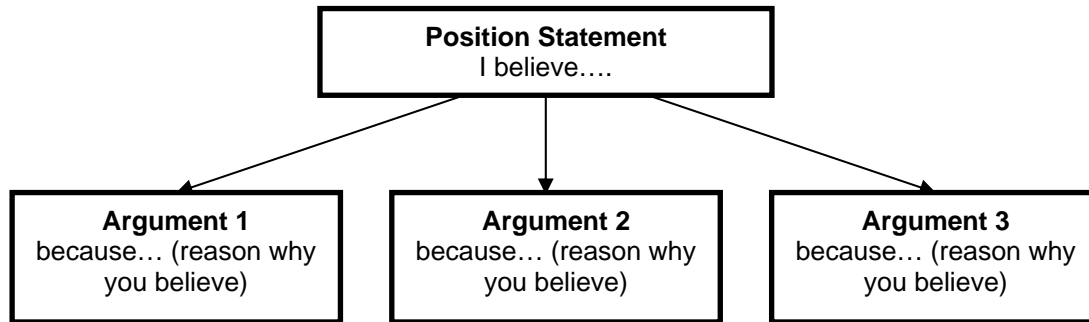 Position Statement
I believe….
Argument 1
because… (reason why
you believe)
Argument 2
because… (reason why
you believe)
Argument 3
because… (reason why
you believe)